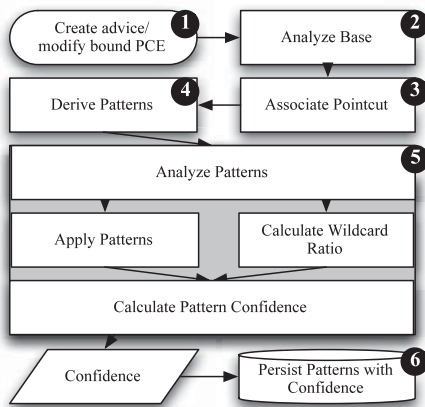 1
Create advice/
modify bound PCE
2
Analyze Base
3
Associate Pointcut
4
Derive Patterns
5
Analyze Patterns
Apply Patterns
Calculate Wildcard
Ratio
Calculate Pattern Confidence
Confidence
6
Persist Patterns with
Confidence